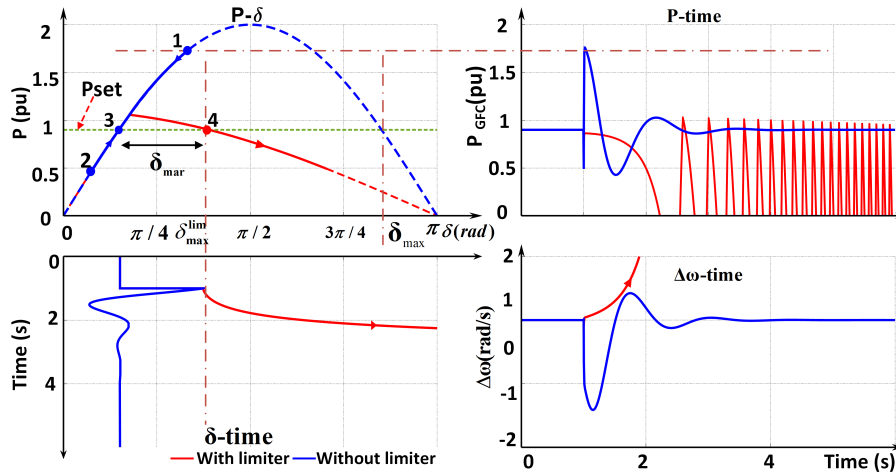 P-δ
P (pu)
2
1.5
1
0.5
0
Pset
1
2
3
4
δmar
0
π / 4
δ lim max
π / 2
3π / 4
δmax
π
δ(rad)
P-time
P GFC(pu)
2
1.5
1
0.5
0
Time (s)
0
2
4
δ-time
With limiter
Without limiter
Δω-time
Δω(rad/s)
2
1
0
-1
-2
0
2
4
Time (s)